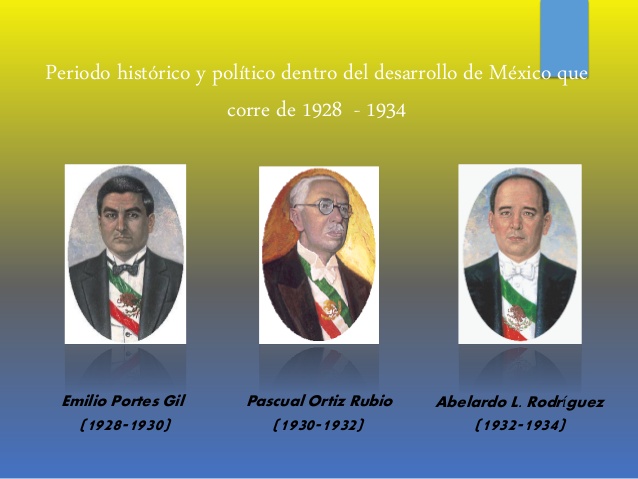 Periodo histórico y político dentro del desarrollo de México que
corre de 1928 - 1934
Emilio Portes Gil
(1928-1930)
Pascual Ortiz Rubio
(1930-1932)
Abelardo L. Rodríguez
(1932-1934)